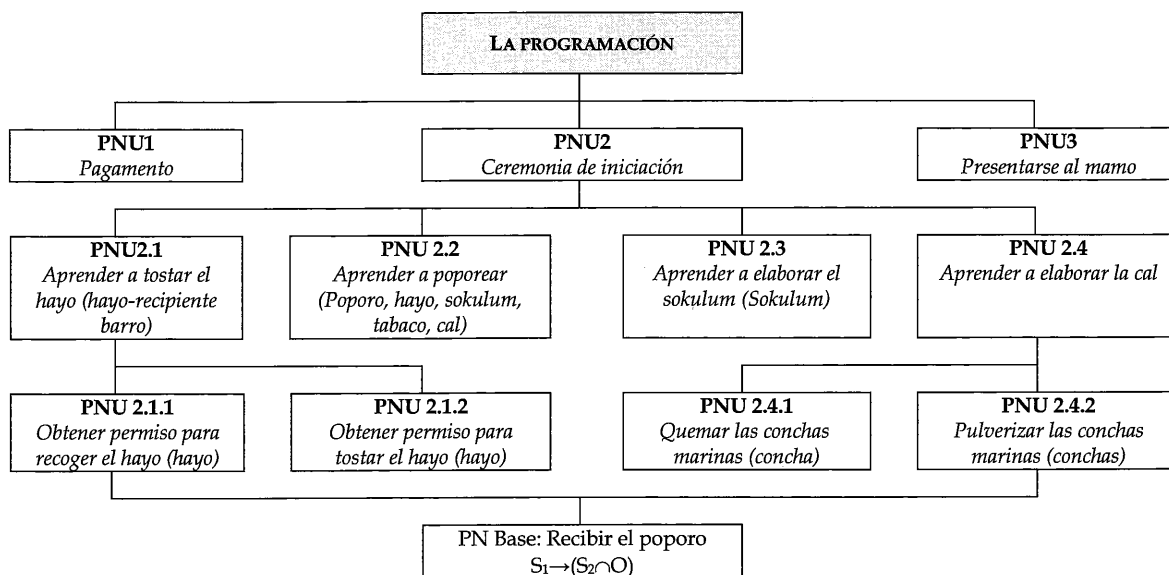 LA PROGRAMACIÓN
PNU1
Pagamento
PNU2
Ceremonia de iniciación
PNU3
Presentarse al mamo
PNU2.1
Aprender a tostar el
hayo (hayo-recipiente
barro)
PNU 2.2
Aprender a poporear
(Poporo, hayo, sokulum,
tabaco, cal)
PNU 2.3
Aprender a elaborar el
sokulum (Sokulum)
PNU 2.4
Aprender a elaborar la cal
PNU 2.1.1
Obtener permiso para
recoger el hayo (hayo)
PNU 2.1.2
Obtener permiso para
tostar el hayo (hayo)
PNU 2.4.1
Quemar las conchas
marinas (concha)
PNU 2.4.2
Pulverizar las conchas
marinas (conchas)
PN Base: Recibir el poporo
S₁→(S₂∩O)